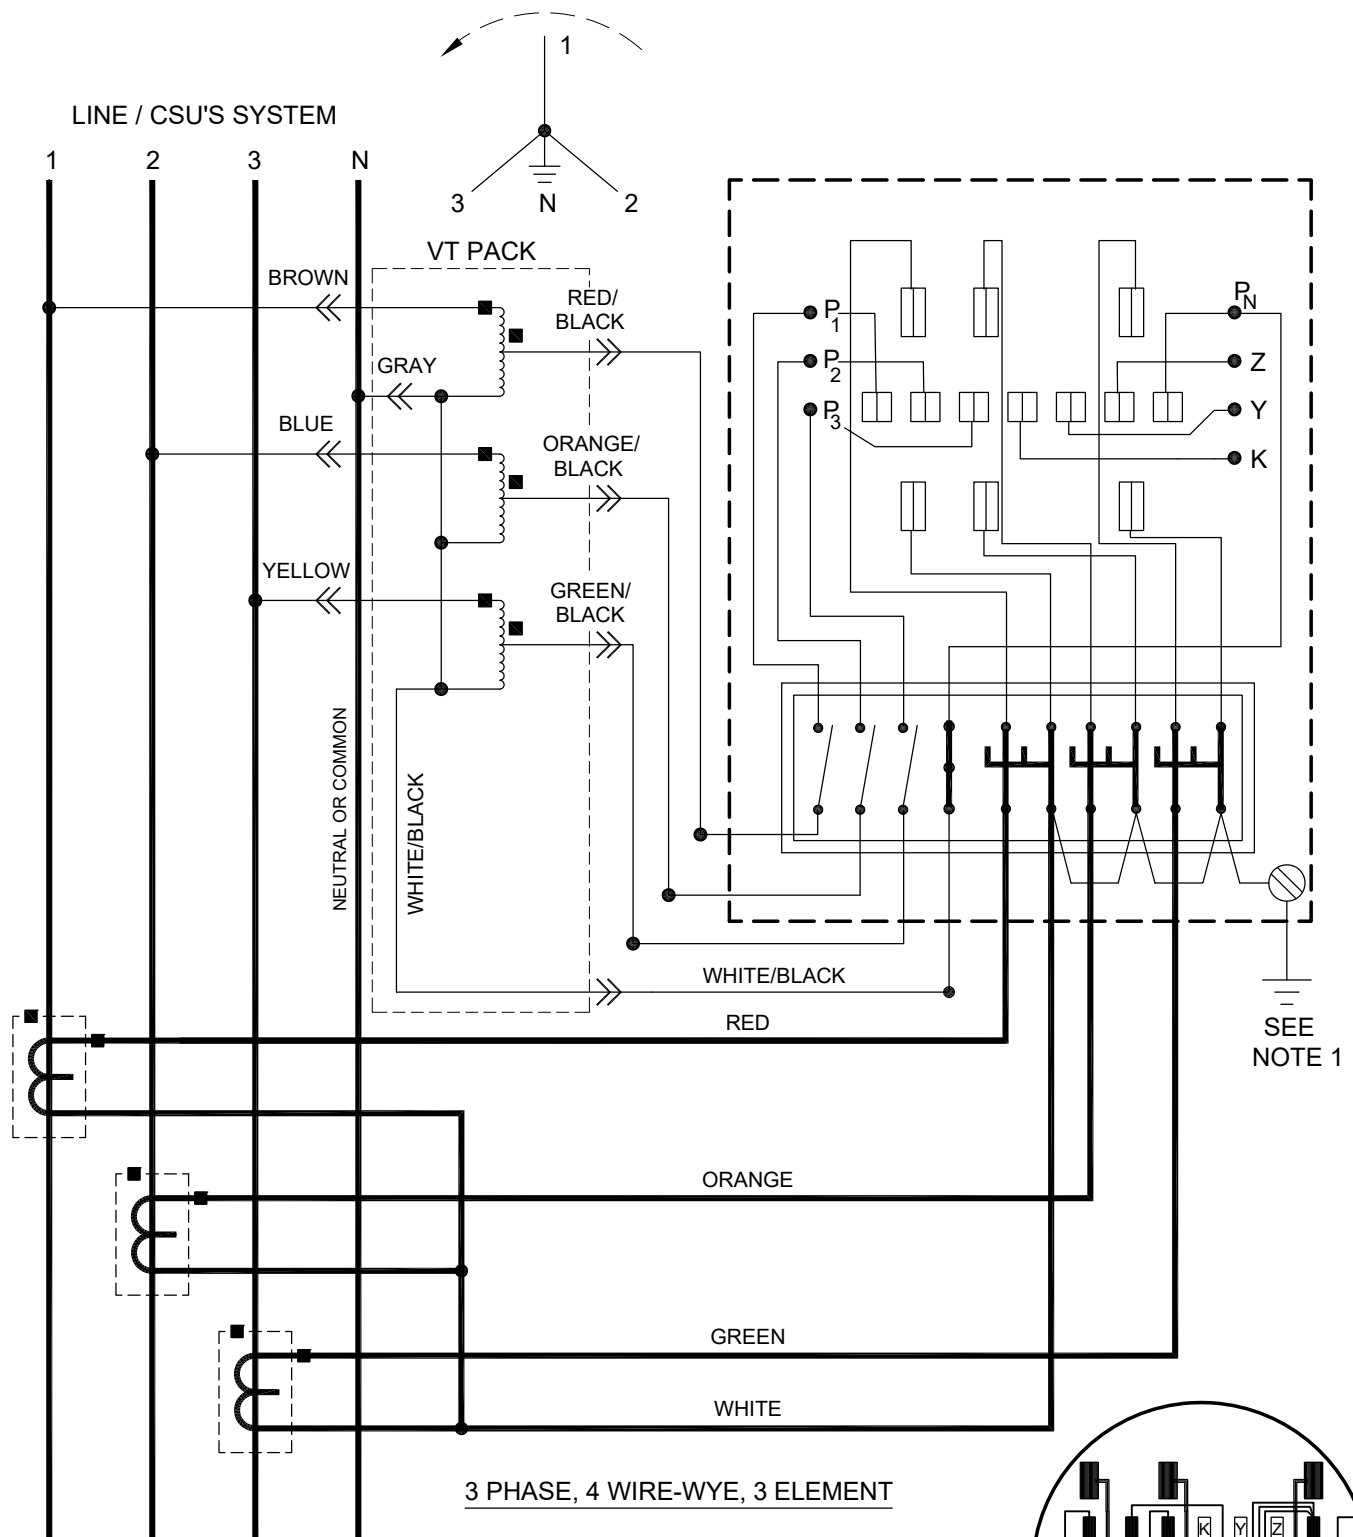 1
LINE / CSU'S SYSTEM
1 2 3 N
3 N 2
VT PACK
BROWN
RED/
BLACK
GRAY
BLUE
ORANGE/
BLACK
YELLOW
GREEN/
BLACK
NEUTRAL OR COMMON
WHITE/BLACK
WHITE/BLACK
P1
P2
P3
PN
Z
Y
K
SEE
NOTE 1
RED
ORANGE
GREEN
WHITE
3 PHASE, 4 WIRE-WYE, 3 ELEMENT
K Y Z